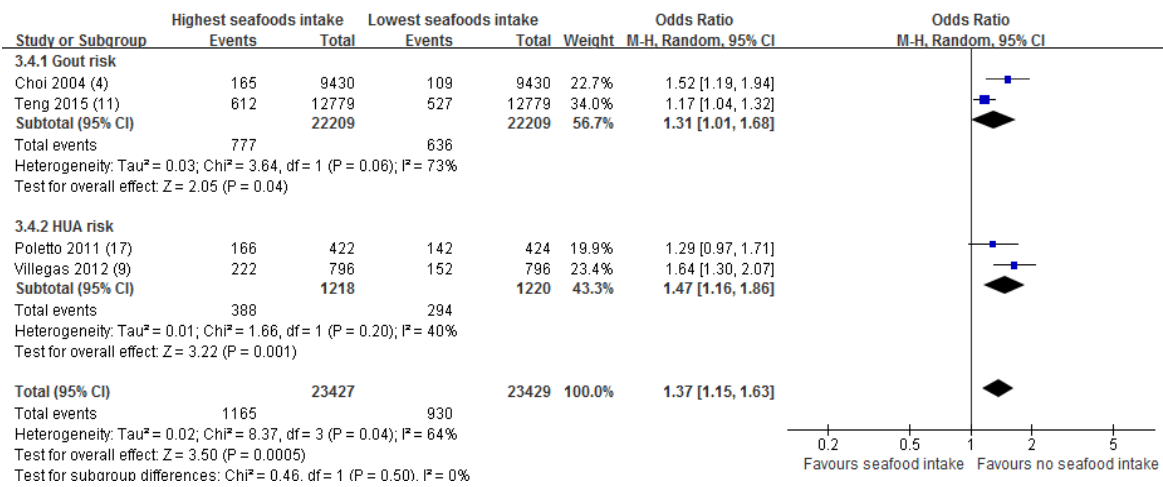 Highest seafoods intake Lowest seafoods intake Odds Ratio Odds Ratio
Study or Subgroup Events Total Events Total Weight M-H, Random, 95% CI M-H, Random, 95% CI
3.4.1 Gout risk
Choi 2004 (4) 165 9430 109 9430 22.7% 1.52 [1.19, 1.94]
Teng 2015 (11) 612 12779 527 12779 34.0% 1.17 [1.04, 1.32]
Subtotal (95% CI) 22209 22209 56.7% 1.31 [1.01, 1.68]
Total events 777 636
Heterogeneity: Tau² = 0.03; Chi² = 3.64, df = 1 (P = 0.06); I² = 73%
Test for overall effect: Z = 2.05 (P = 0.04)
3.4.2 HUA risk
Poletto 2011 (17) 166 422 142 424 19.9% 1.29 [0.97, 1.71]
Villegas 2012 (9) 222 796 152 796 23.4% 1.64 [1.30, 2.07]
Subtotal (95% CI) 1218 1220 43.3% 1.47 [1.16, 1.86]
Total events 388 294
Heterogeneity: Tau² = 0.01; Chi² = 1.66, df = 1 (P = 0.20); I² = 40%
Test for overall effect: Z = 3.22 (P = 0.001)
Total (95% CI) 23427 23429 100.0% 1.37 [1.15, 1.63]
Total events 1165 930
Heterogeneity: Tau² = 0.02; Chi² = 8.37, df = 3 (P = 0.04); I² = 64%
Test for overall effect: Z = 3.50 (P = 0.0005)
Test for subgroup differences: Chi² = 0.46, df = 1 (P = 0.50), I² = 0%
0.2 0.5 1 2 5
Favours seafood intake Favours no seafood intake